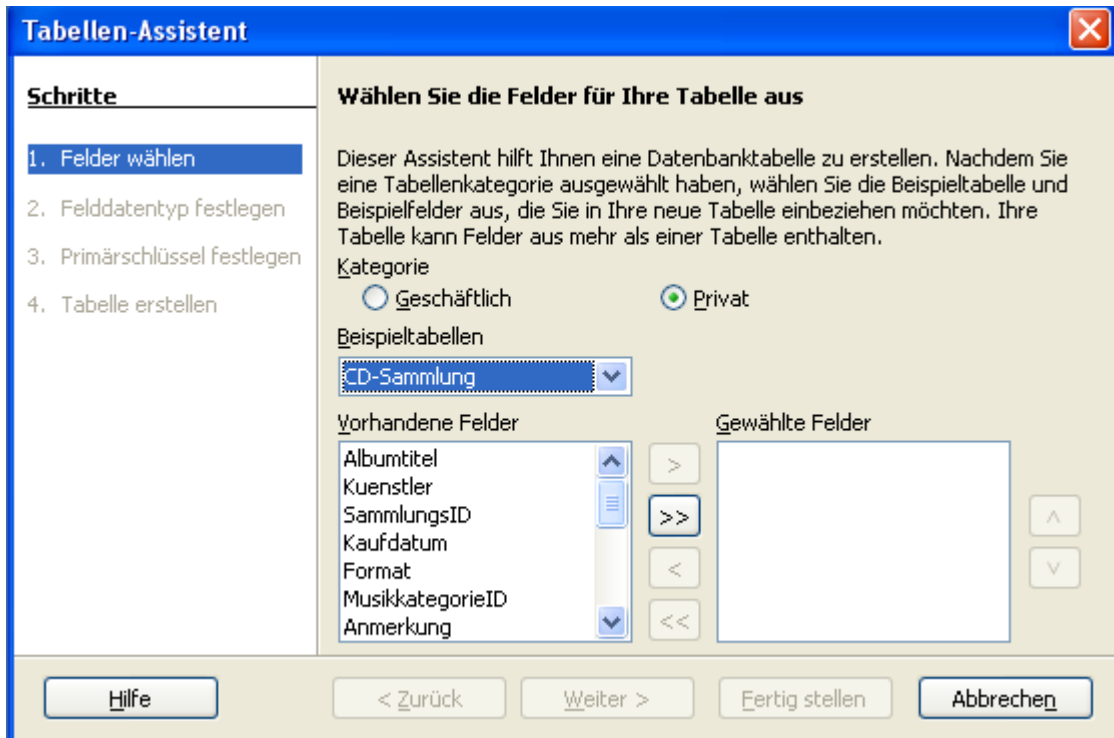 Tabellen-Assistent
Schritte
1. Felder wählen
2. Felddatentyp festlegen
3. Primärschlüssel festlegen
4. Tabelle erstellen
Wählen Sie die Felder für Ihre Tabelle aus
Dieser Assistent hilft Ihnen eine Datenbanktabelle zu erstellen. Nachdem Sie
eine Tabellenkategorie ausgewählt haben, wählen Sie die Beispieltabelle und
Beispielfelder aus, die Sie in Ihre neue Tabelle einbeziehen möchten. Ihre
Tabelle kann Felder aus mehr als einer Tabelle enthalten.
Kategorie
Geschäftlich
Privat
Beispieltabellen
CD-Sammlung
Vorhandene Felder
Albumtitel
Kuenstler
SammlungsID
Kaufdatum
Format
MusikkategorieID
Anmerkung
>
>>
<
<<
Gewählte Felder
Hilfe
< Zurück
Weiter >
Fertig stellen
Abbrechen